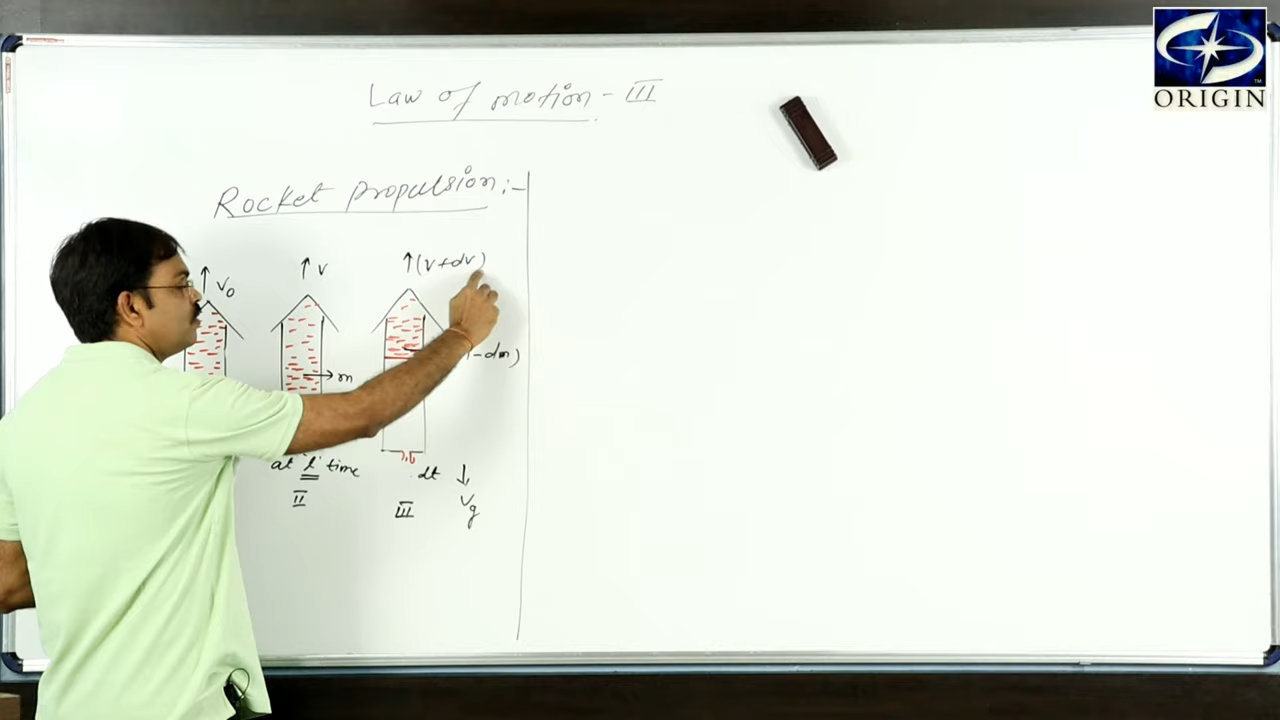 Law of motion - III
Rocket propulsion :-
v₀
v
(v+dv)
m
- dm)
at 't' time
dt
II
III
vg
ORIGIN